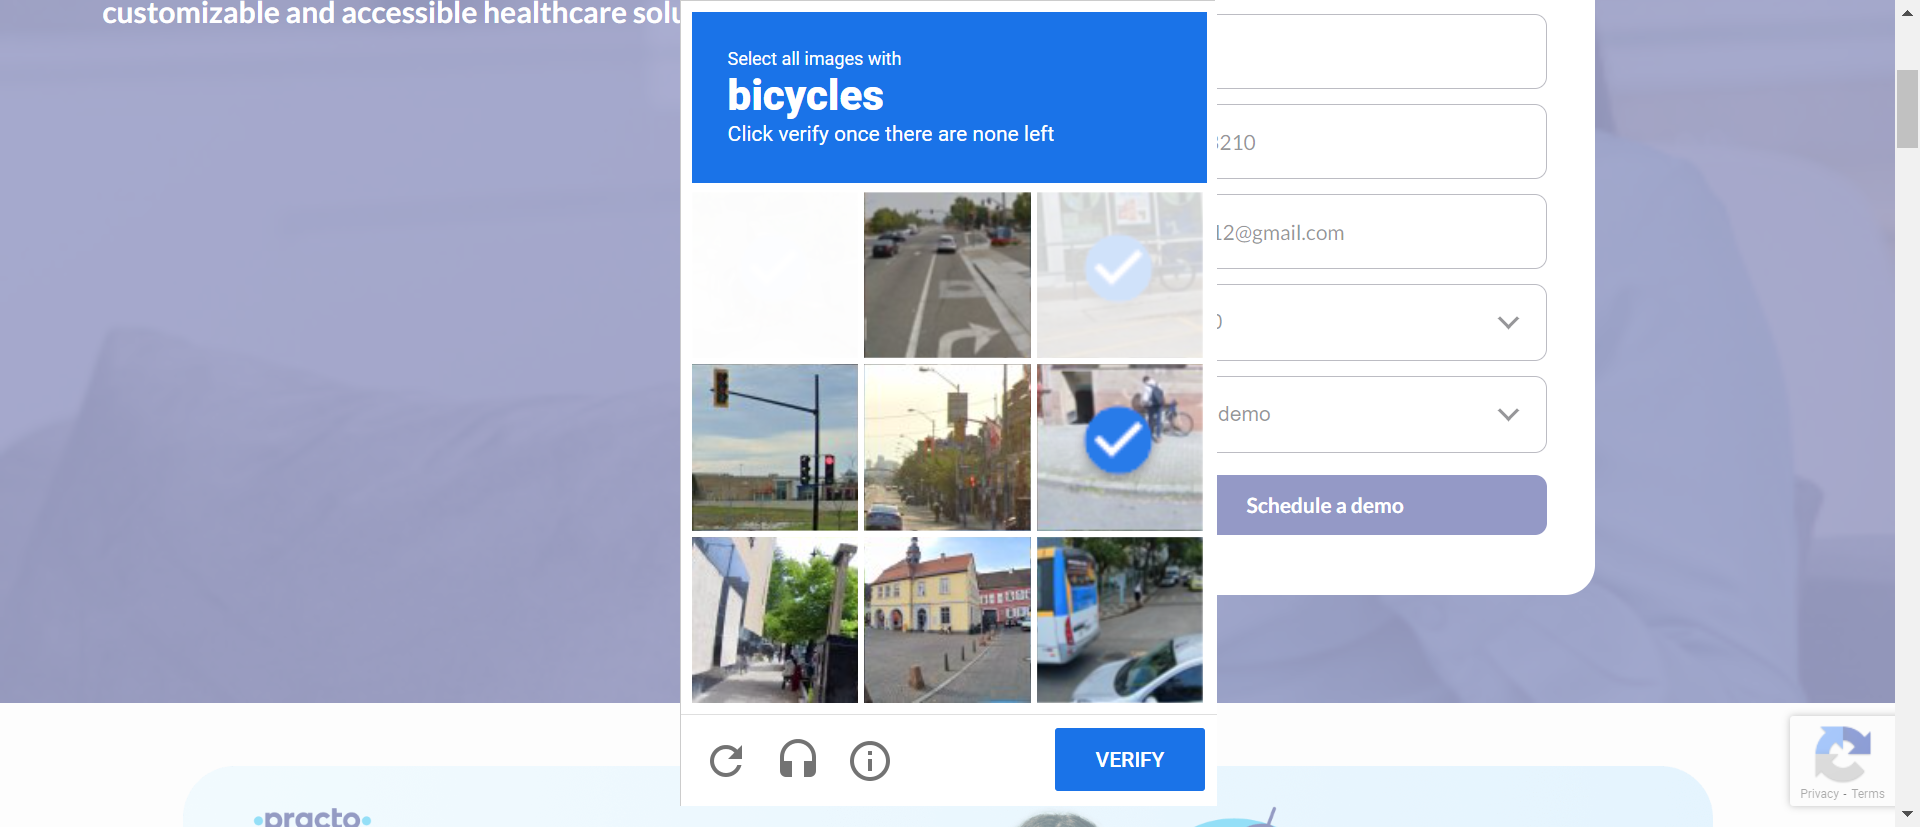 customizable and accessible healthcare solu
Select all images with
bicycles
Click verify once there are none left
210
12@gmail.com
demo
Schedule a demo
VERIFY
Privacy - Terms
practo